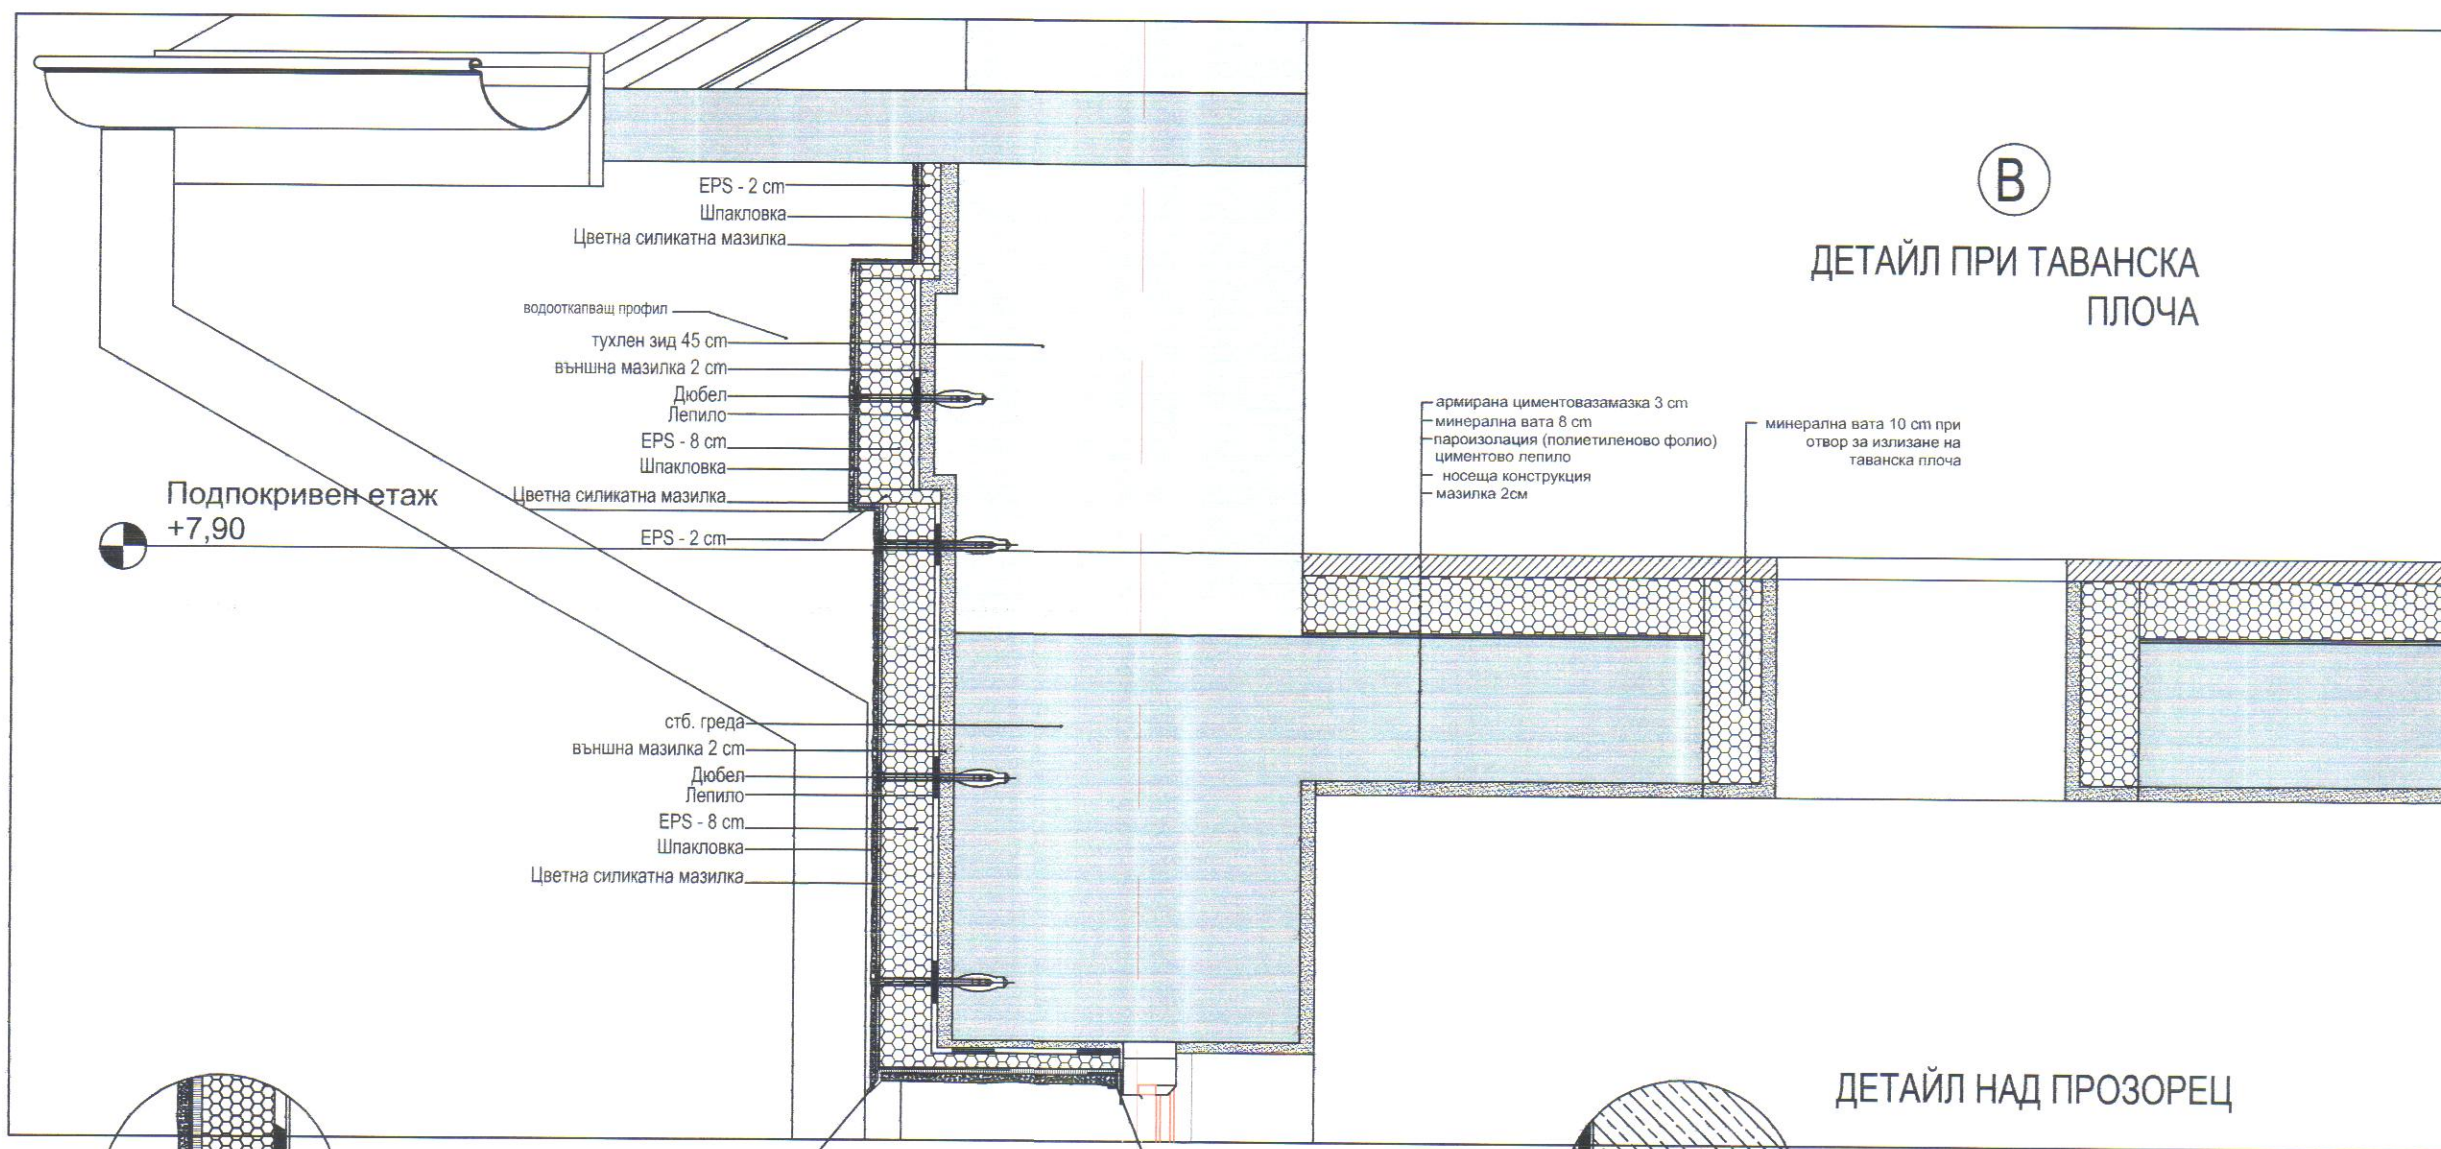 B
ДЕТАЙЛ ПРИ ТАВАНСКА
ПЛОЧА
EPS - 2 cm
Шпакловка
Цветна силикатна мазилка
водооткапващ профил
тухлен зид 45 cm
външна мазилка 2 cm
Дюбел
Лепило
EPS - 8 cm
Шпакловка
Цветна силикатна мазилка
EPS - 2 cm
Подпокривен етаж
+7,90
армирана циментовазамазка 3 cm
минерална вата 8 cm
пароизолация (полиетиленово фолио)
циментово лепило
носеща конструкция
мазилка 2см
минерална вата 10 cm при
отвор за излизане на
таванска плоча
стб. греда
външна мазилка 2 cm
Дюбел
Лепило
EPS - 8 cm
Шпакловка
Цветна силикатна мазилка
ДЕТАЙЛ НАД ПРОЗОРЕЦ